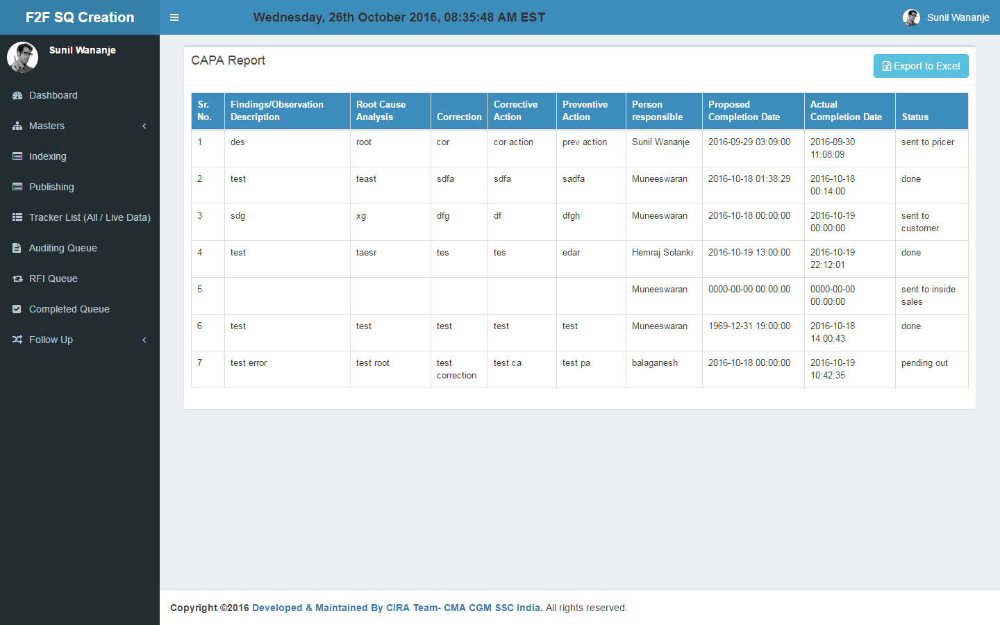 F2F SQ Creation
Wednesday, 26th October 2016, 08:35:48 AM EST
Sunil Wananje
Sunil Wananje
Dashboard
Masters
Indexing
Publishing
Tracker List (All / Live Data)
Auditing Queue
RFI Queue
Completed Queue
Follow Up
CAPA Report
Export to Excel
Sr. No. Findings/Observation Description Root Cause Analysis Correction Corrective Action Preventive Action Person responsible Proposed Completion Date Actual Completion Date Status
1 des root cor cor action prev action Sunil Wananje 2016-09-29 03:09:00 2016-09-30 11:08:09 sent to pricer
2 test teast sdfa sdfa sadfa Muneeswaran 2016-10-18 01:38:29 2016-10-18 00:14:00 done
3 sdg xg dfg df dfgh Muneeswaran 2016-10-18 00:00:00 2016-10-19 00:00:00 sent to customer
4 test taesr tes tes edar Hemraj Solanki 2016-10-19 13:00:00 2016-10-19 22:12:01 done
5 Muneeswaran 0000-00-00 00:00:00 0000-00-00 00:00:00 sent to inside sales
6 test test test test test Muneeswaran 1969-12-31 19:00:00 2016-10-18 14:00:43 done
7 test error test root test correction test ca test pa balaganesh 2016-10-18 00:00:00 2016-10-19 10:42:35 pending out
Copyright ©2016 Developed & Maintained By CIRA Team- CMA CGM SSC India. All rights reserved.